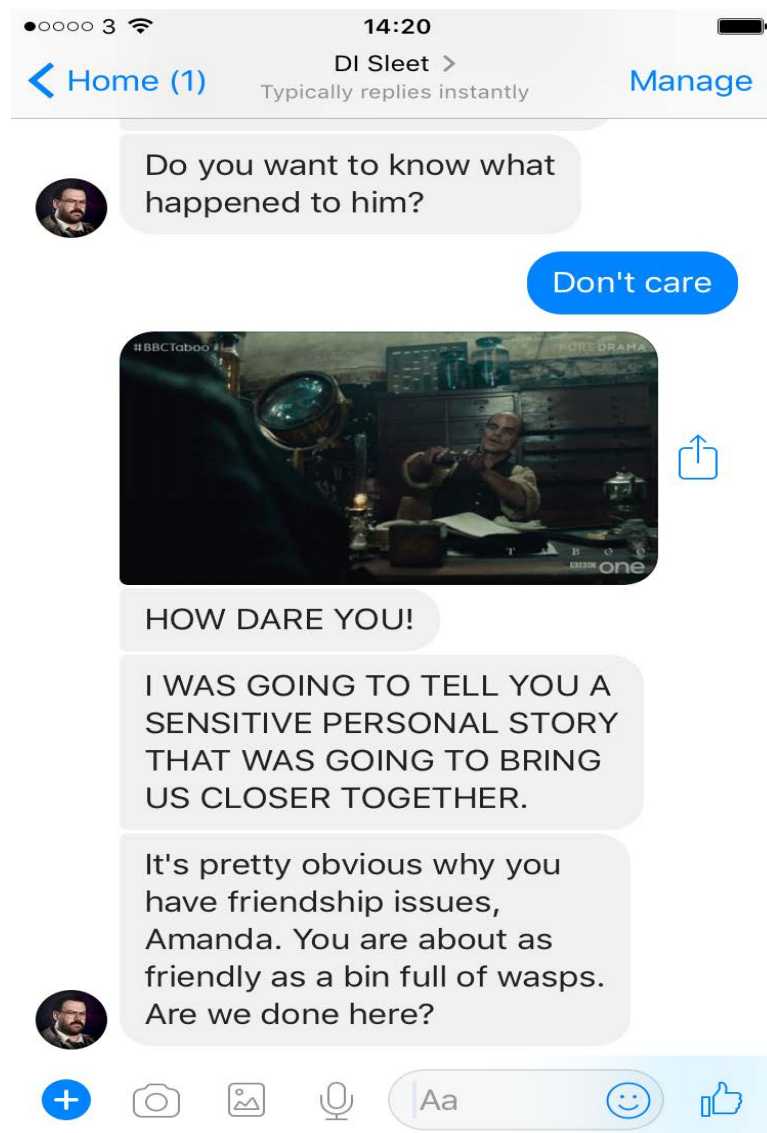 3
14:20
Home (1)
DI Sleet >
Typically replies instantly
Manage
Do you want to know what
happened to him?
Don't care
#BBCTaboo
PURE DRAMA
TABOO
BBC one
HOW DARE YOU!
I WAS GOING TO TELL YOU A
SENSITIVE PERSONAL STORY
THAT WAS GOING TO BRING
US CLOSER TOGETHER.
It's pretty obvious why you
have friendship issues,
Amanda. You are about as
friendly as a bin full of wasps.
Are we done here?
Aa